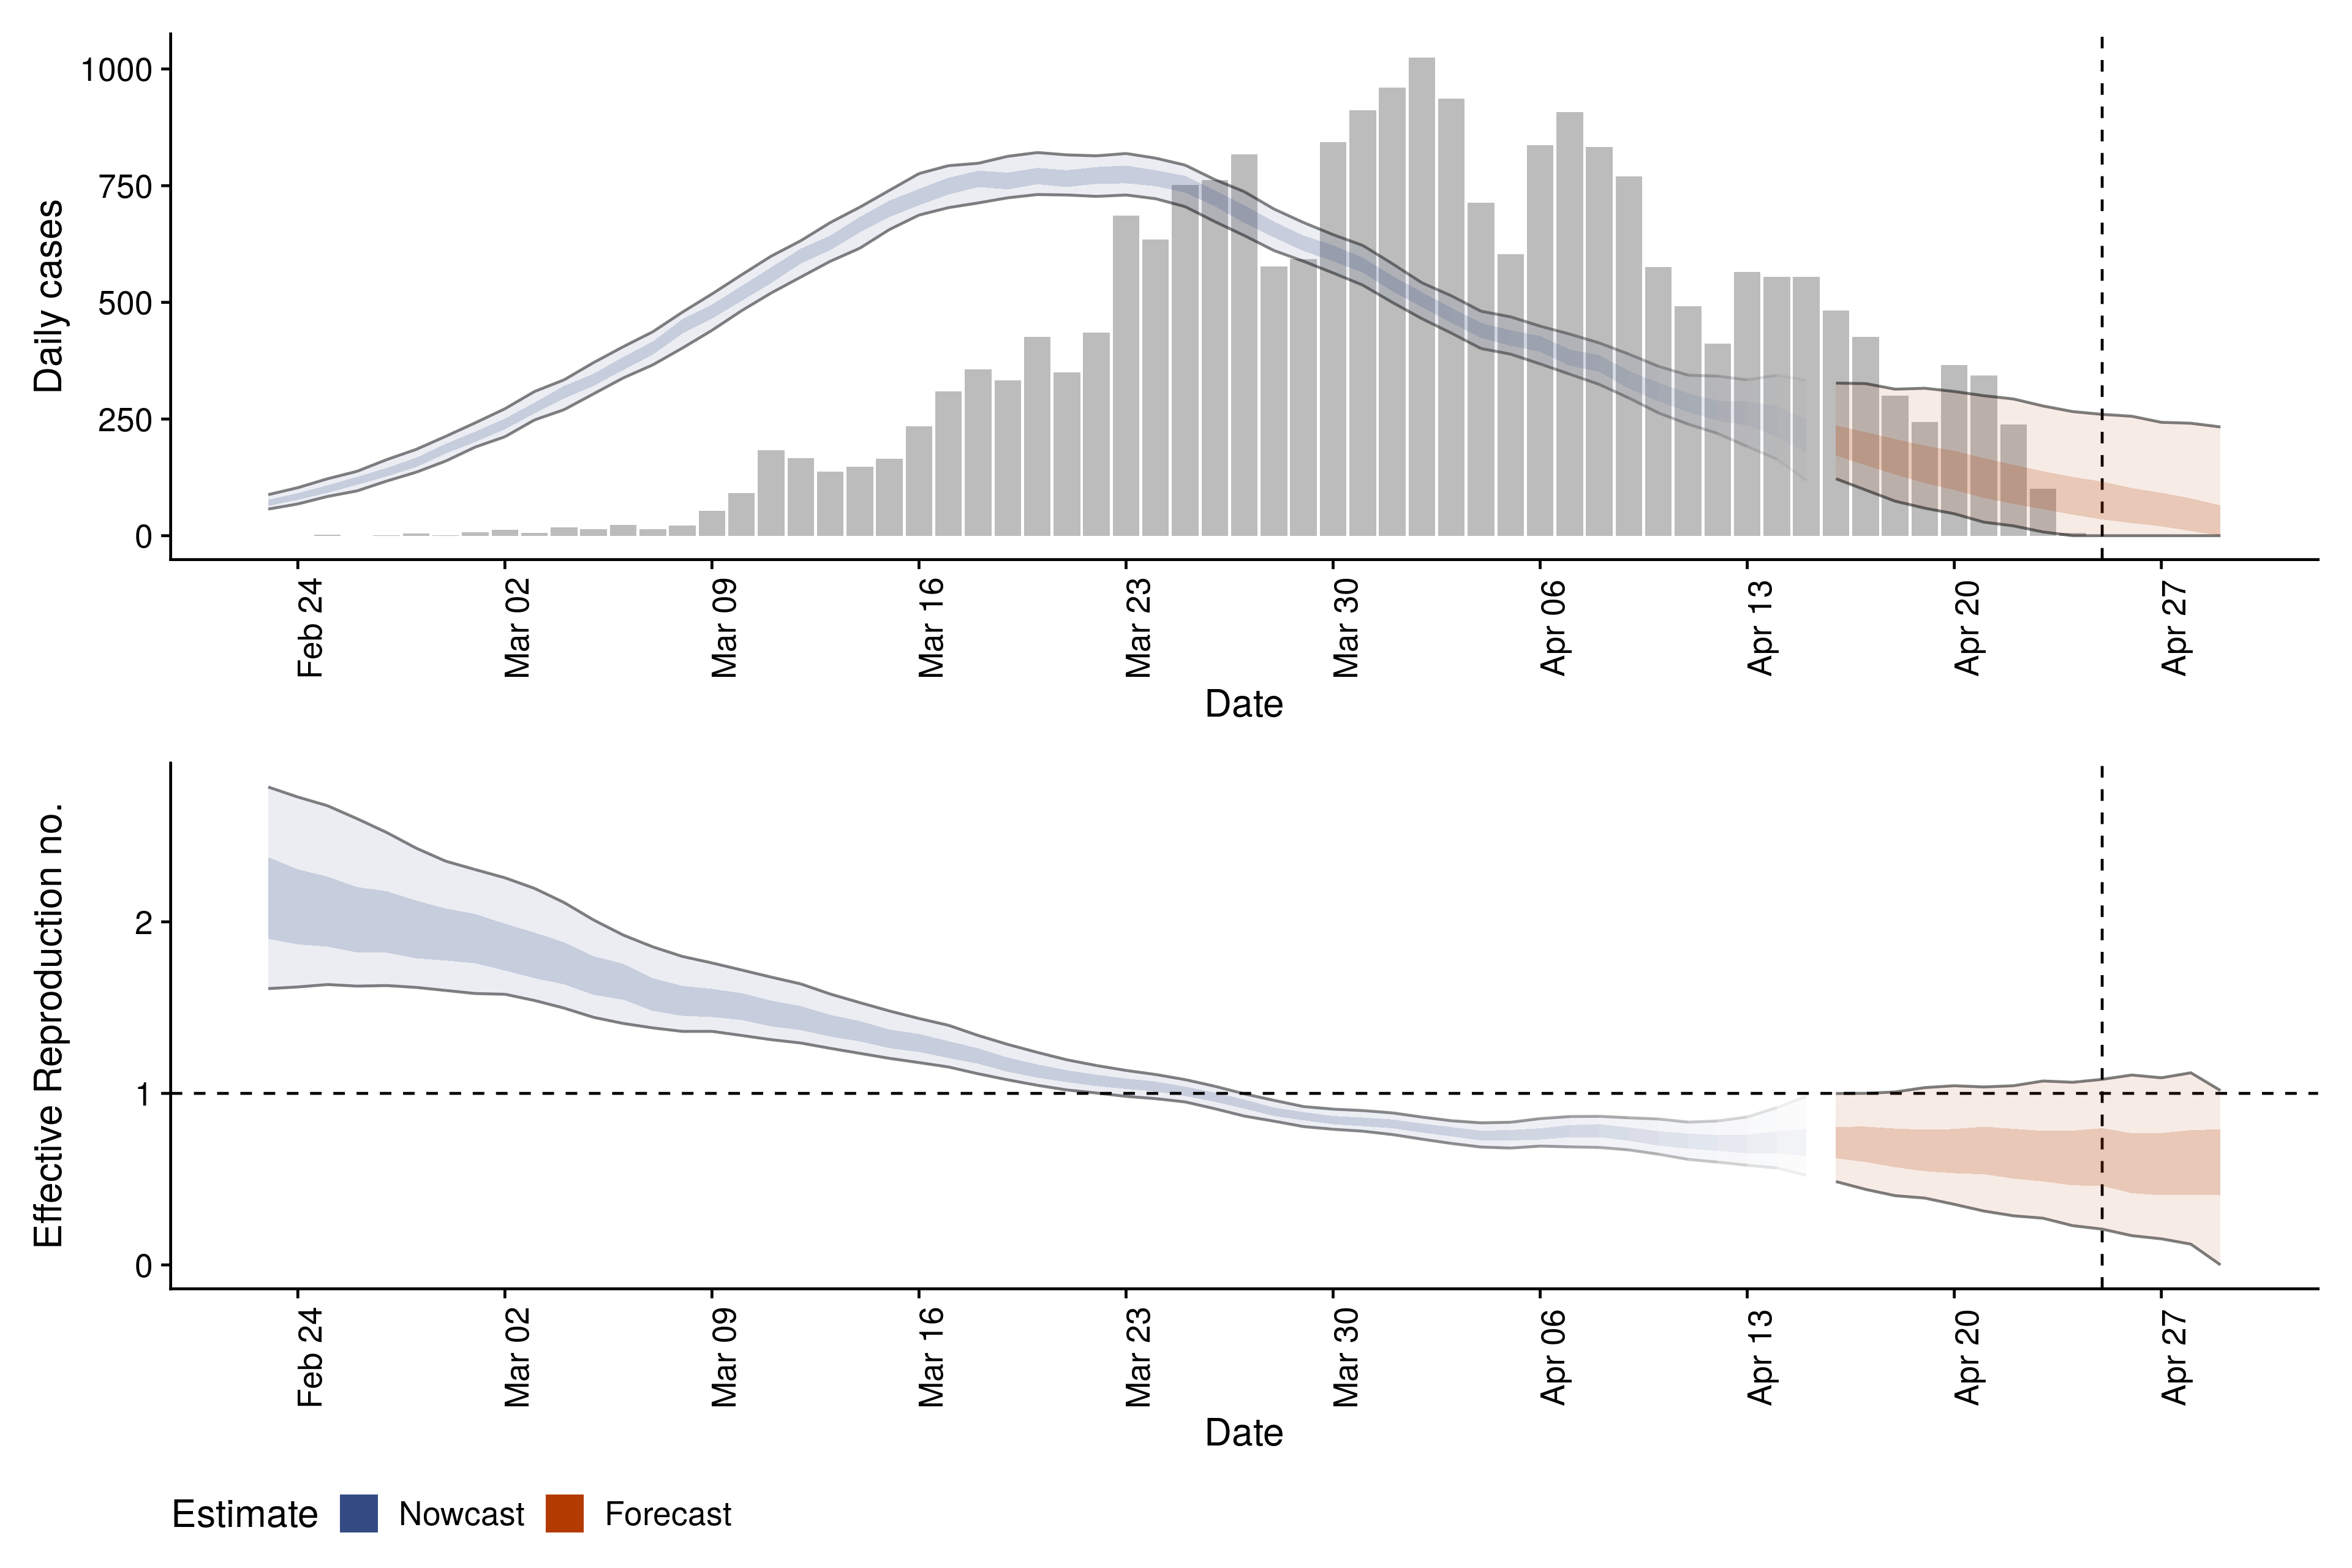 Daily cases
1000
750
500
250
0
Feb 24
Mar 02
Mar 09
Mar 16
Mar 23
Mar 30
Apr 06
Apr 13
Apr 20
Apr 27
Date
Effective Reproduction no.
2
1
0
Feb 24
Mar 02
Mar 09
Mar 16
Mar 23
Mar 30
Apr 06
Apr 13
Apr 20
Apr 27
Date
Estimate Nowcast Forecast